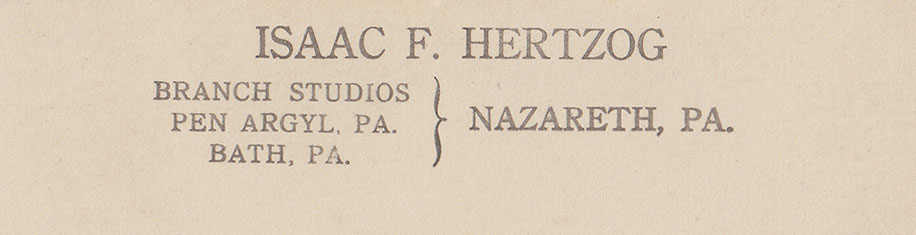 ISAAC F. HERTZOG
BRANCH STUDIOS
PEN ARGYL, PA.
BATH, PA.
NAZARETH, PA.